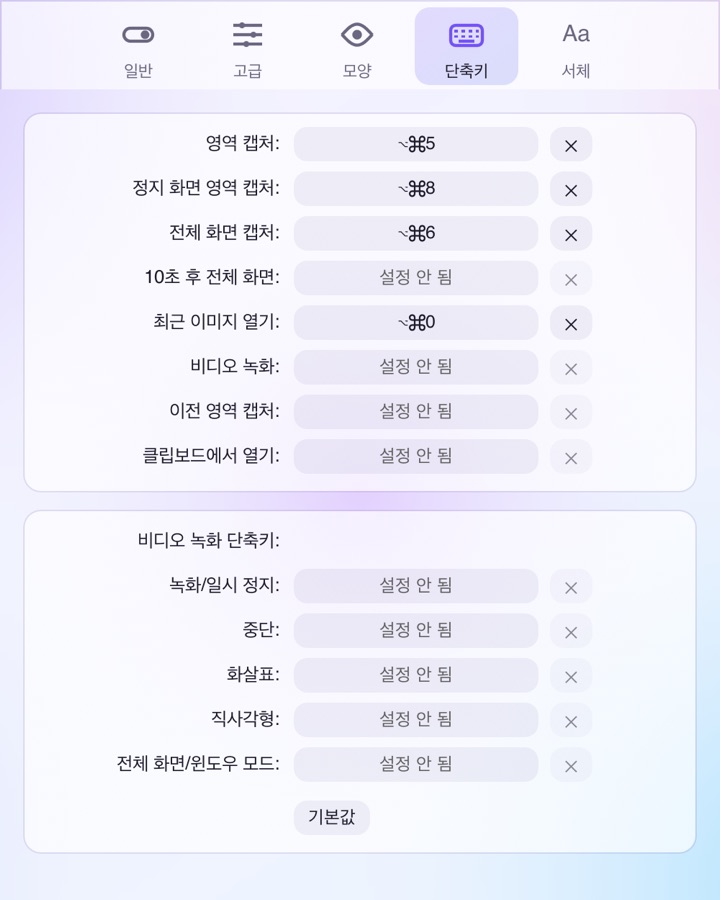 일반 고급 모양 단축키 Aa 서체
영역 캡처: ⌥⌘5
정지 화면 영역 캡처: ⌥⌘8
전체 화면 캡처: ⌥⌘6
10초 후 전체 화면: 설정 안 됨
최근 이미지 열기: ⌥⌘0
비디오 녹화: 설정 안 됨
이전 영역 캡처: 설정 안 됨
클립보드에서 열기: 설정 안 됨
비디오 녹화 단축키:
녹화/일시 정지: 설정 안 됨
중단: 설정 안 됨
화살표: 설정 안 됨
직사각형: 설정 안 됨
전체 화면/윈도우 모드: 설정 안 됨
기본값